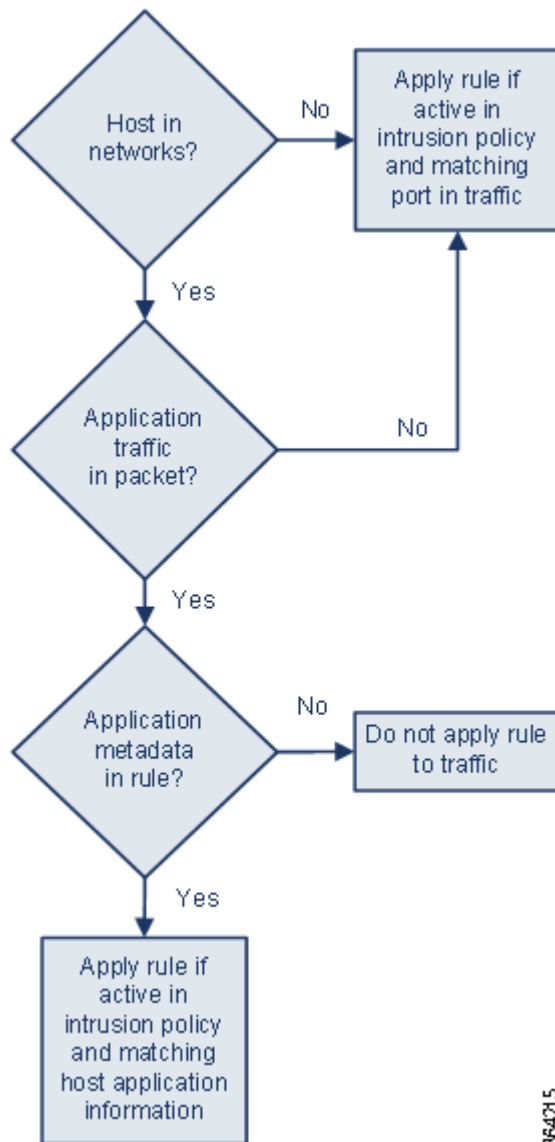 Host in
networks?
No
Apply rule if
active in
intrusion policy
and matching
port in traffic
Yes
Application
traffic
in packet?
No
Yes
Application
metadada
in rule?
No
Do not apply rule
to traffic
Yes
Apply rule if
active in
intrusion policy
and matching
host application
information
364215